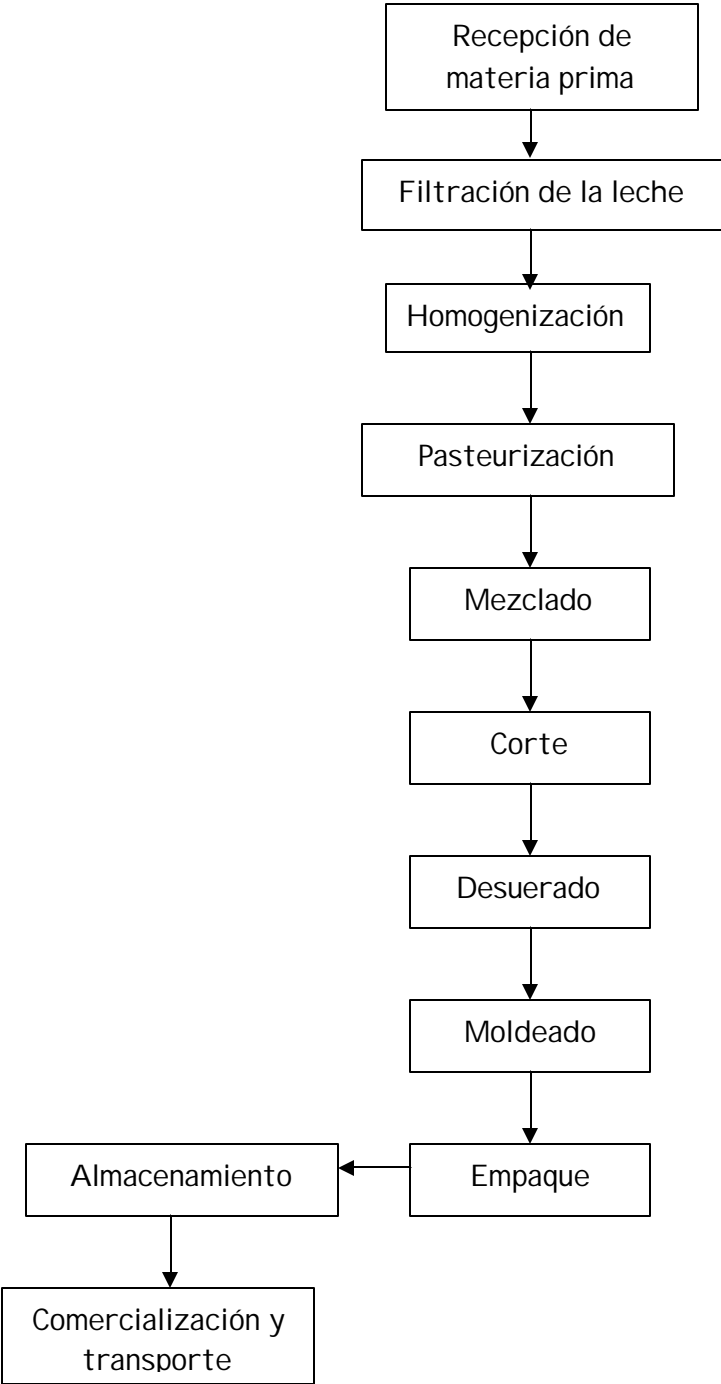 Recepción de
materia prima
Filtración de la leche
Homogenización
Pasteurización
Mezclado
Corte
Desuerado
Moldeado
Empaque
Almacenamiento
Comercialización y
transporte